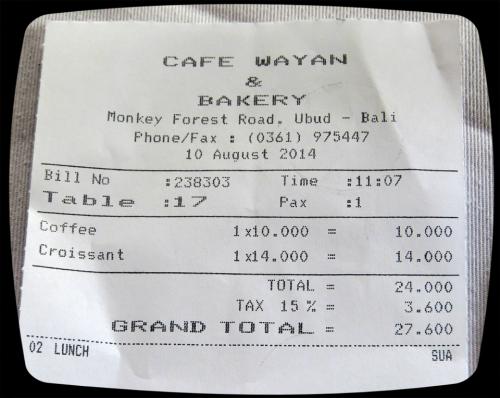 CAFE WAYAN
&
BAKERY
Monkey Forest Road. Ubud - Bali
Phone/Fax : (0361) 975447
10 August 2014
Bill No :238303 Time :11:07
Table :17 Pax :1
Coffee 1x10.000 = 10.000
Croissant 1x14.000 = 14.000
TOTAL = 24.000
TAX 15 % = 3.600
GRAND TOTAL = 27.600
02 LUNCH SUA